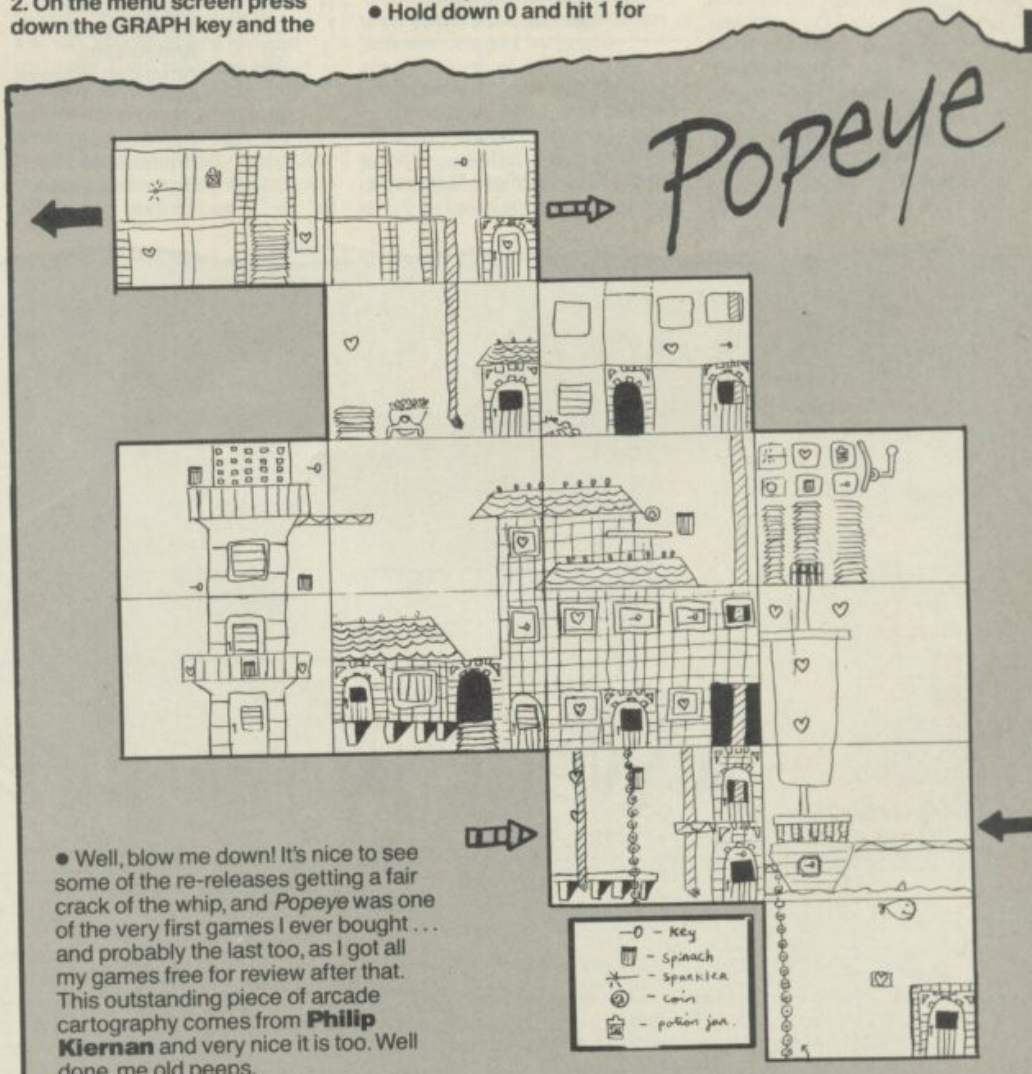 2. On the menu screen press
down the GRAPH key and the
● Hold down 0 and hit 1 for
Popeye
● Well, blow me down! It's nice to see
some of the re-releases getting a fair
crack of the whip, and Popeye was one
of the very first games I ever bought...
and probably the last too, as I got all
my games free for review after that.
This outstanding piece of arcade
cartography comes from Philip
Kiernan and very nice it is too. Well
done, me old peeps.
- Key
- Spinach
- sparkler
- coin
- potion jar.